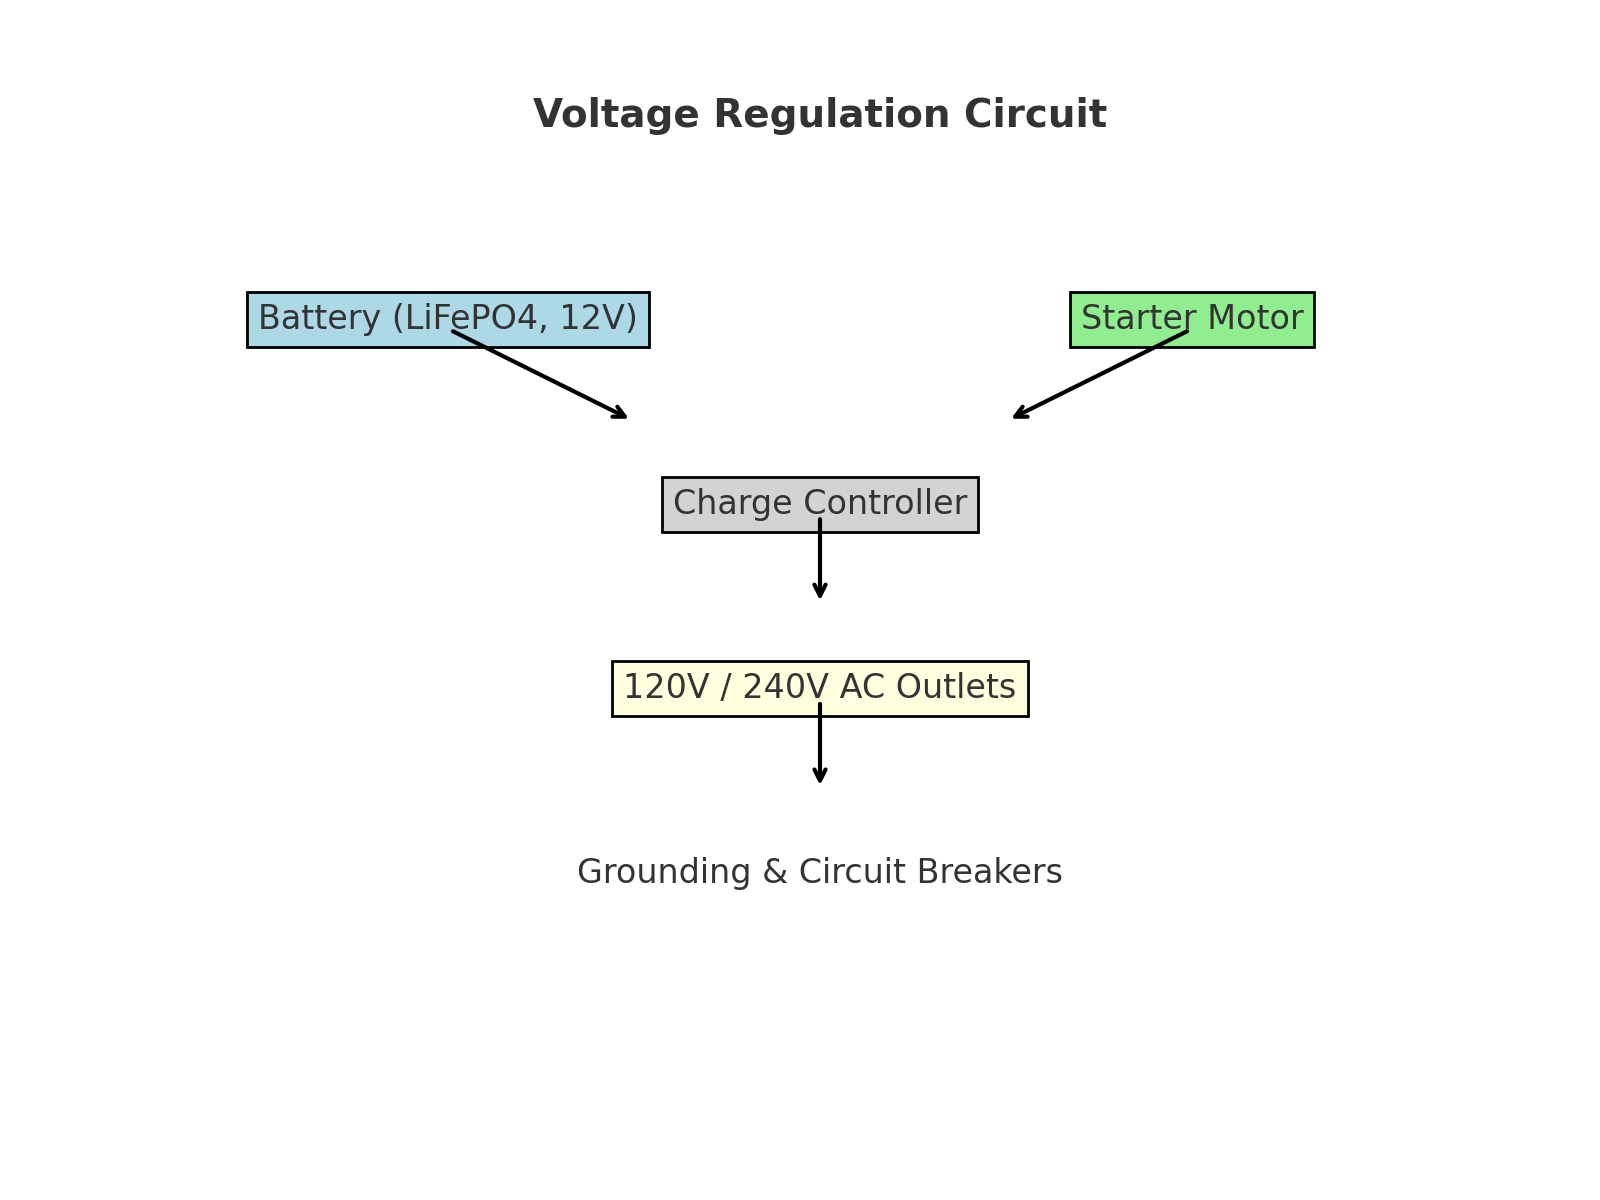 Voltage Regulation Circuit
Battery (LiFePO4, 12V)
Starter Motor
Charge Controller
120V / 240V AC Outlets
Grounding & Circuit Breakers